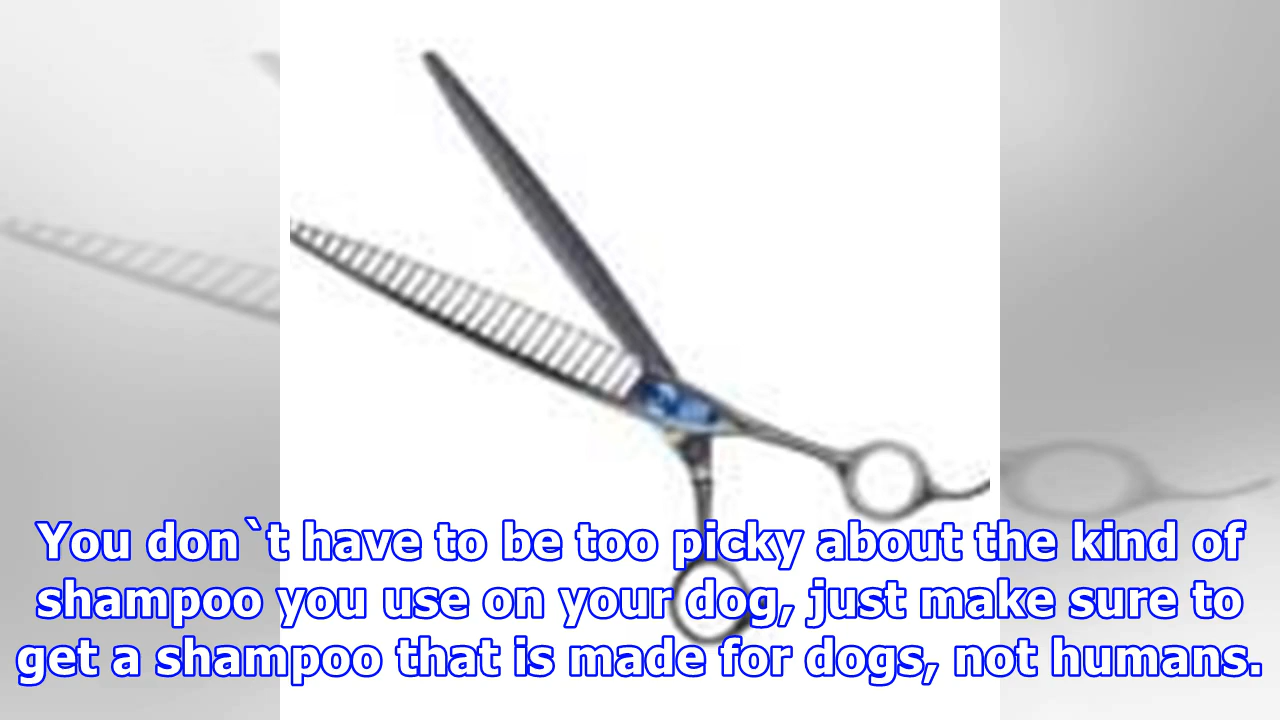 You don`t have to be too picky about the kind of
shampoo you use on your dog, just make sure to
get a shampoo that is made for dogs, not humans.